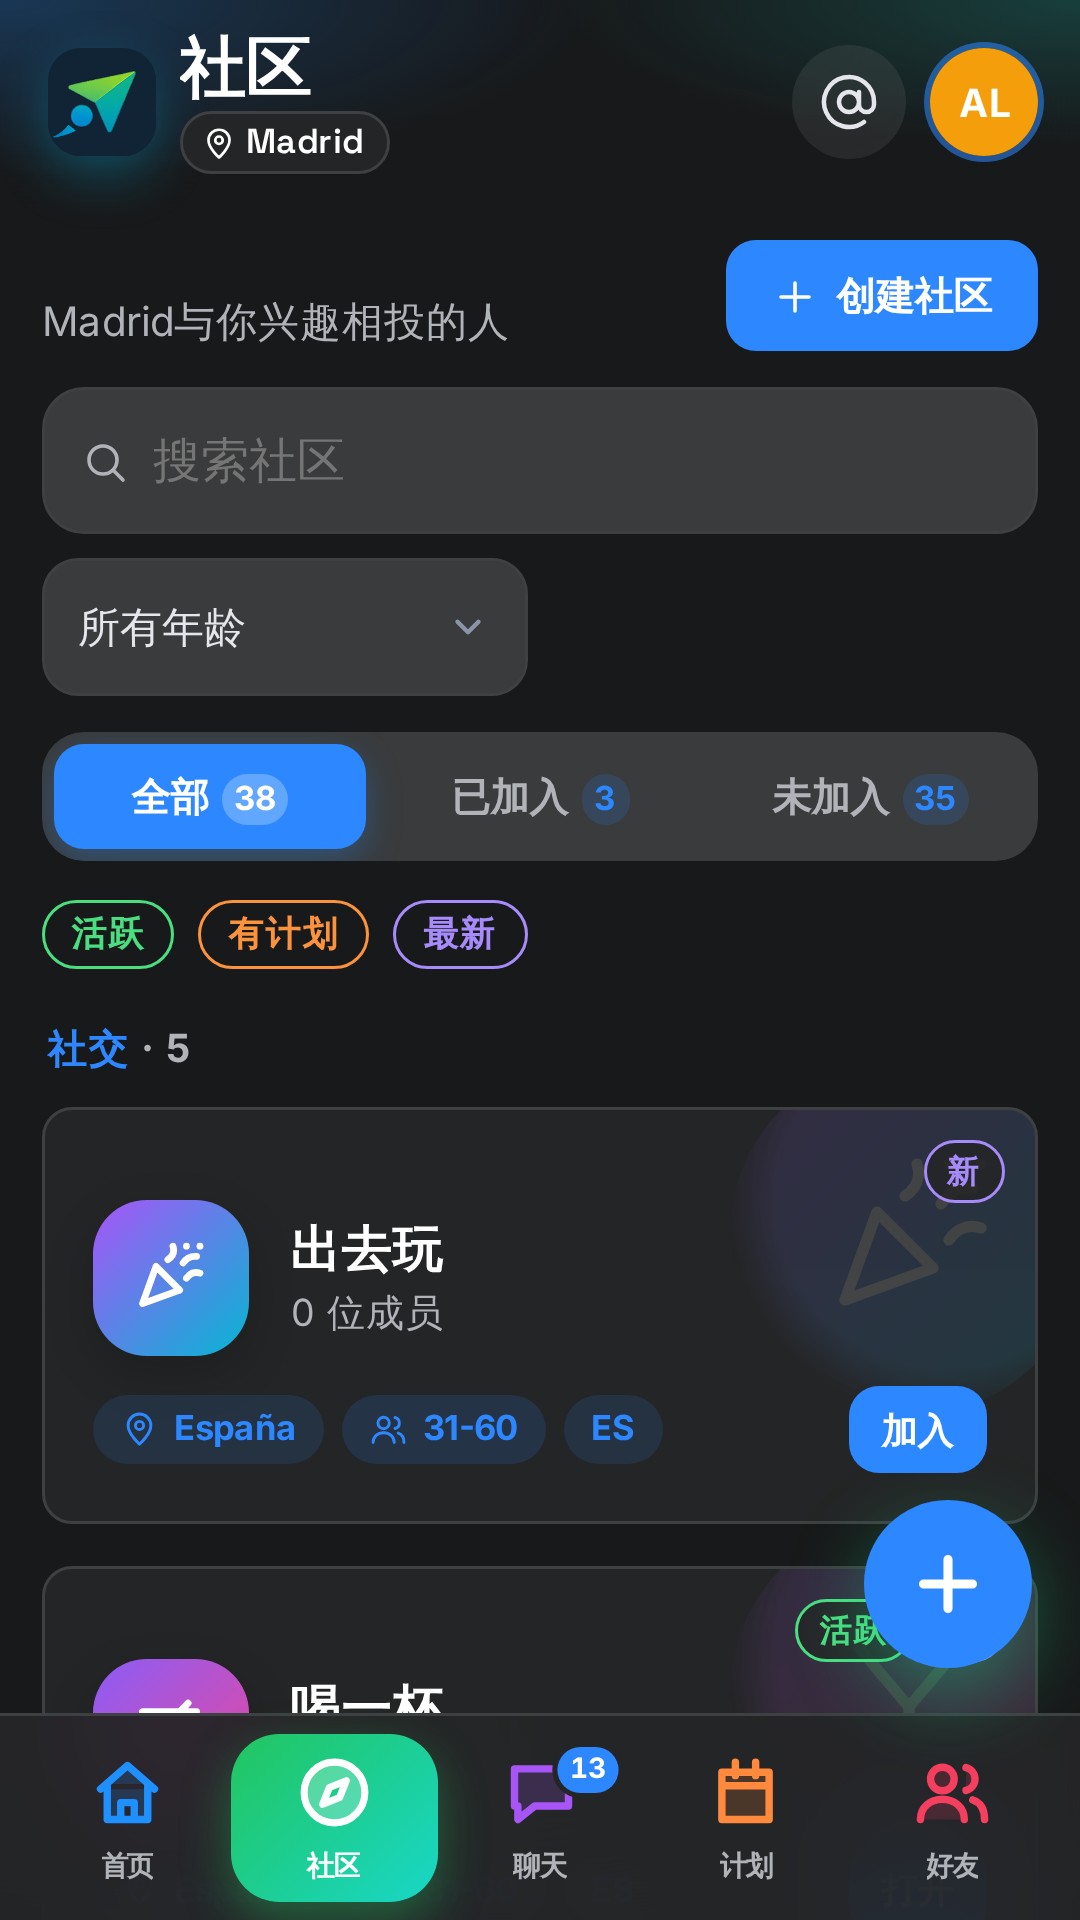 社区
Madrid
AL
Madrid与你兴趣相投的人
创建社区
搜索社区
所有年龄
全部 38
已加入 3
未加入 35
活跃
有计划
最新
社交 · 5
新
出去玩
0 位成员
España
31-60
ES
加入
活跃
喝一杯
13
首页
社区
聊天
计划
好友
打开